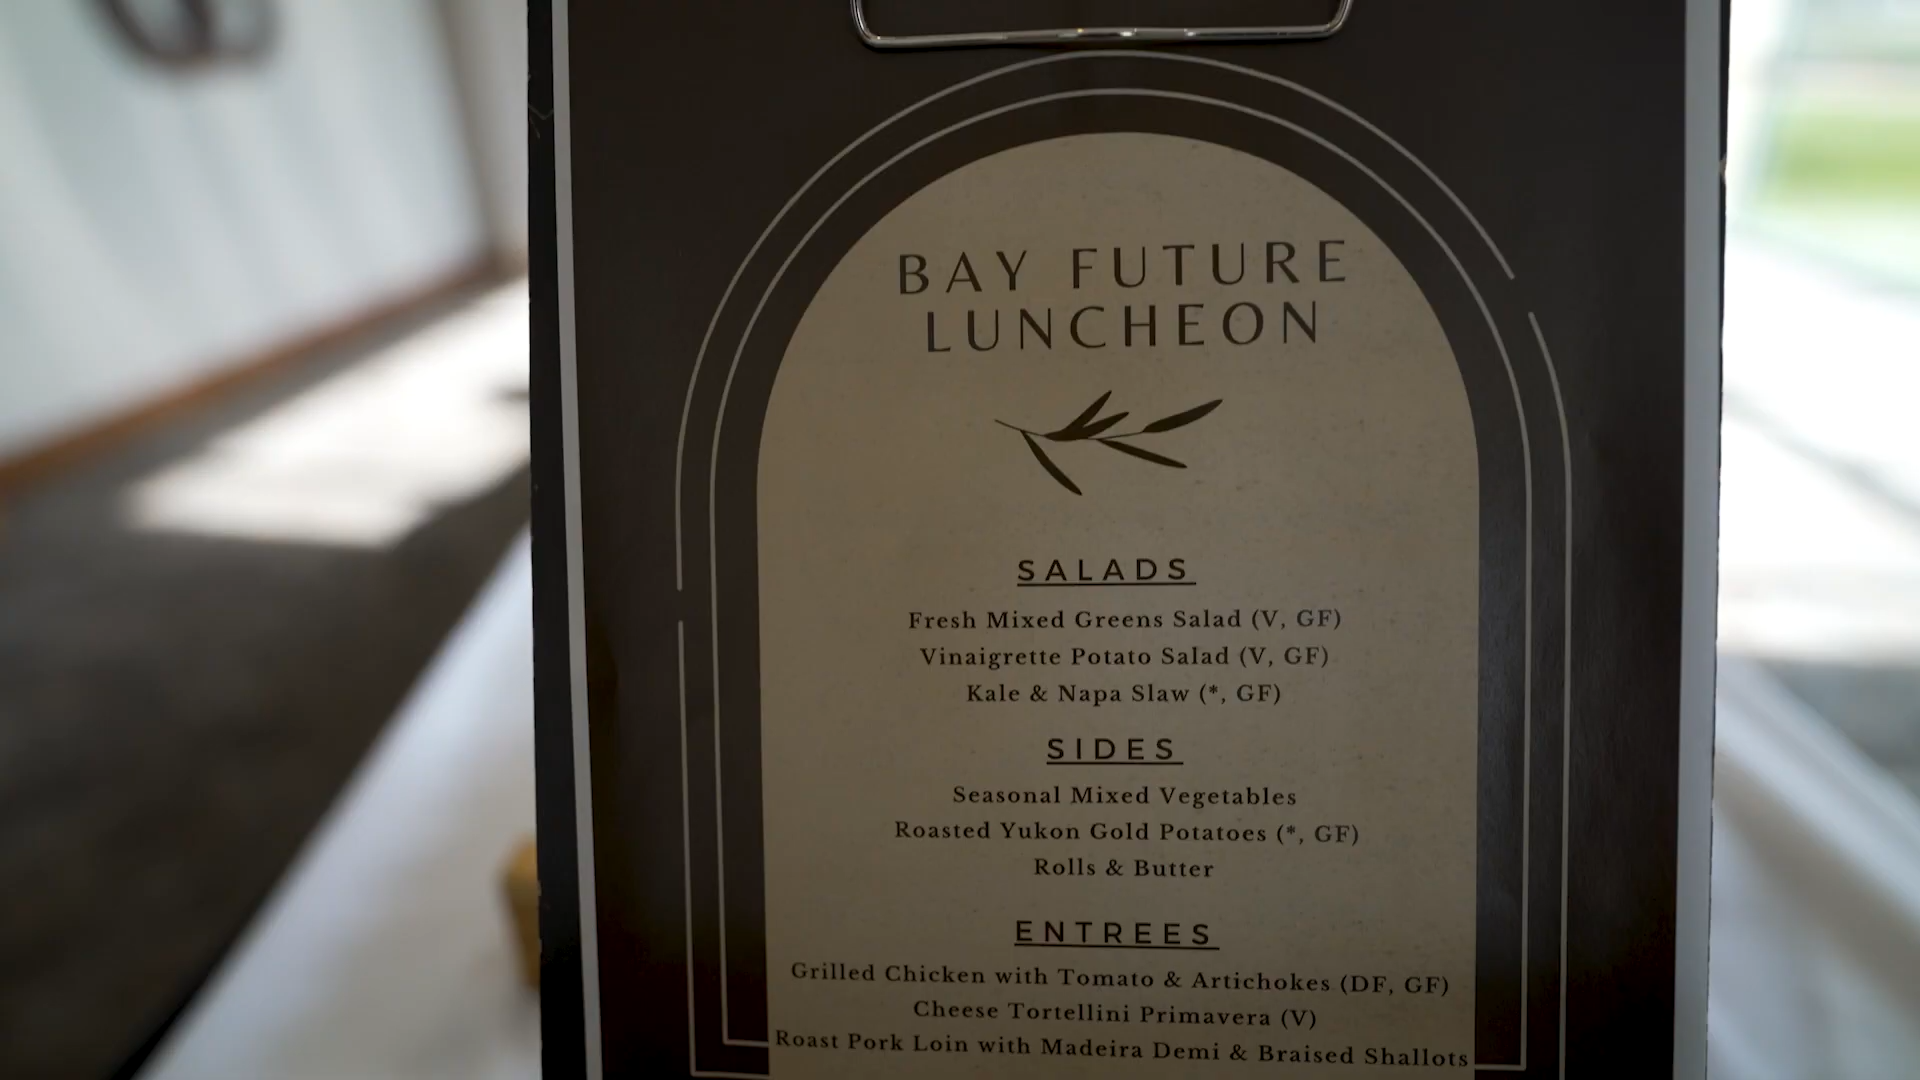 BAY FUTURE
LUNCHEON
SALADS
Fresh Mixed Greens Salad (V, GF)
Vinaigrette Potato Salad (V, GF)
Kale & Napa Slaw (*, GF)
SIDES
Seasonal Mixed Vegetables
Roasted Yukon Gold Potatoes (*, GF)
Rolls & Butter
ENTREES
Grilled Chicken with Tomato & Artichokes (DF, GF)
Cheese Tortellini Primavera (V)
Roast Pork Loin with Madeira Demi & Braised Shallots